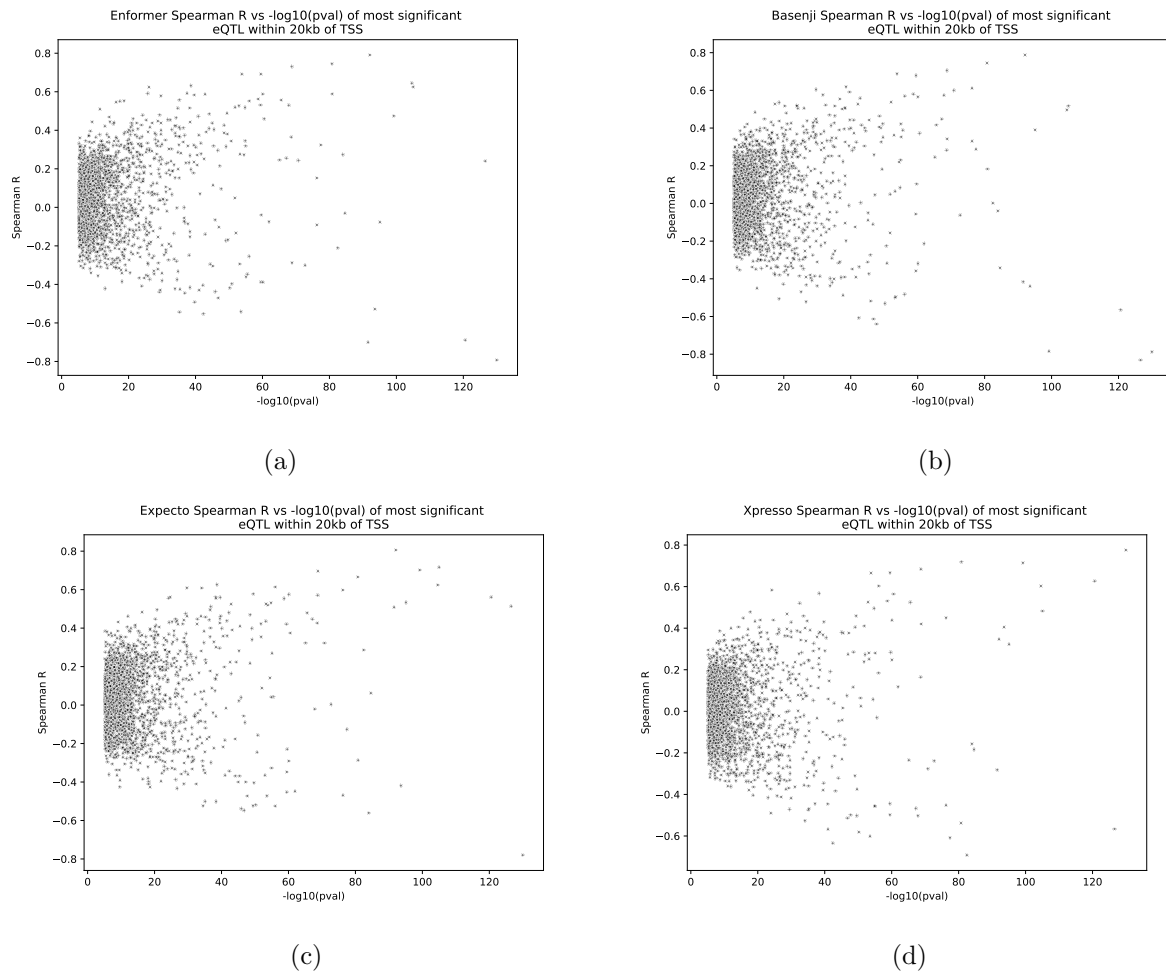 Enformer Spearman R vs -log10(pval) of most significant
eQTL within 20kb of TSS
0.8
0.6
0.4
0.2
0.0
−0.2
−0.4
−0.6
−0.8
Spearman R
0 20 40 60 80 100 120
-log10(pval)
(a)
Basenji Spearman R vs -log10(pval) of most significant
eQTL within 20kb of TSS
0.8
0.6
0.4
0.2
0.0
−0.2
−0.4
−0.6
−0.8
Spearman R
0 20 40 60 80 100 120
-log10(pval)
(b)
Expecto Spearman R vs -log10(pval) of most significant
eQTL within 20kb of TSS
0.8
0.6
0.4
0.2
0.0
−0.2
−0.4
−0.6
−0.8
Spearman R
0 20 40 60 80 100 120
-log10(pval)
(c)
Xpresso Spearman R vs -log10(pval) of most significant
eQTL within 20kb of TSS
0.8
0.6
0.4
0.2
0.0
−0.2
−0.4
−0.6
Spearman R
0 20 40 60 80 100 120
-log10(pval)
(d)